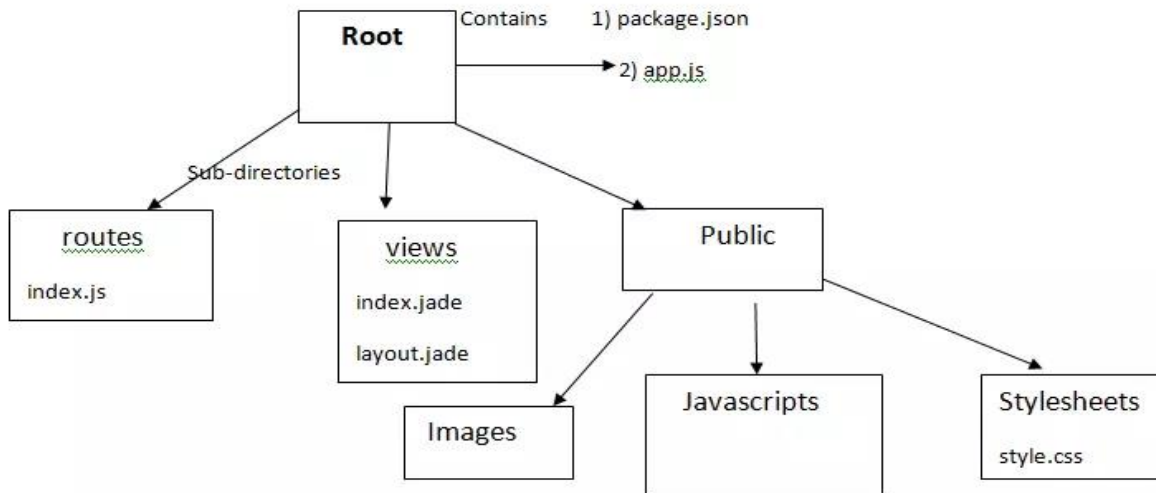 Root
Contains 1) package.json
2) app.js
Sub-directories
routes
index.js
views
index.jade
layout.jade
Public
Images
Javascripts
Stylesheets
style.css